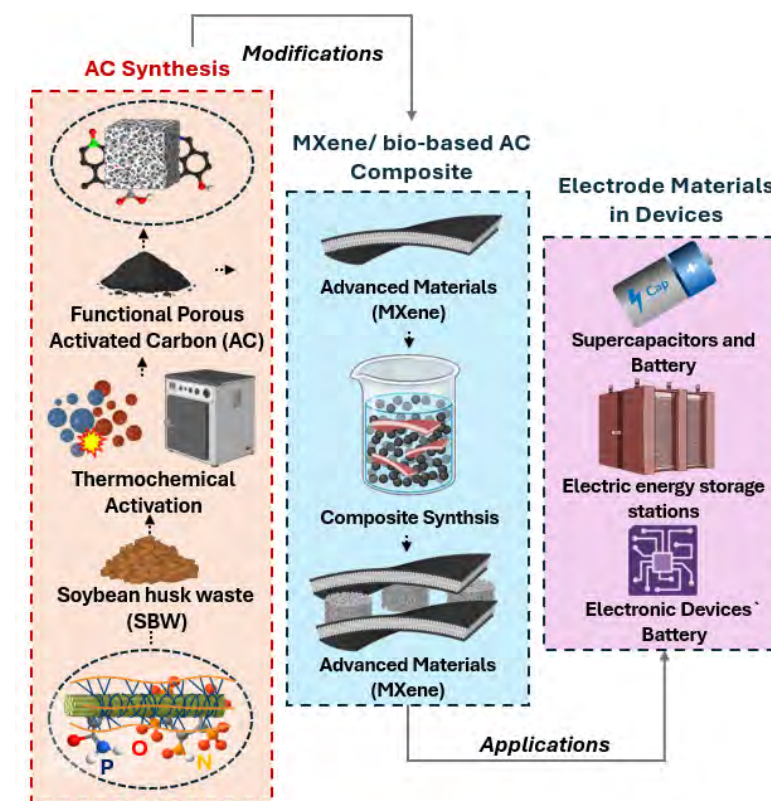 Modifications
AC Synthesis
Functional Porous
Activated Carbon (AC)
Thermochemical
Activation
Soybean husk waste
(SBW)
P
O
N
MXene/ bio-based AC
Composite
Advanced Materials
(MXene)
Composite Synthsis
Advanced Materials
(MXene)
Electrode Materials
in Devices
Cap
+
Supercapacitors and
Battery
Electric energy storage
stations
Electronic Devices`
Battery
Applications